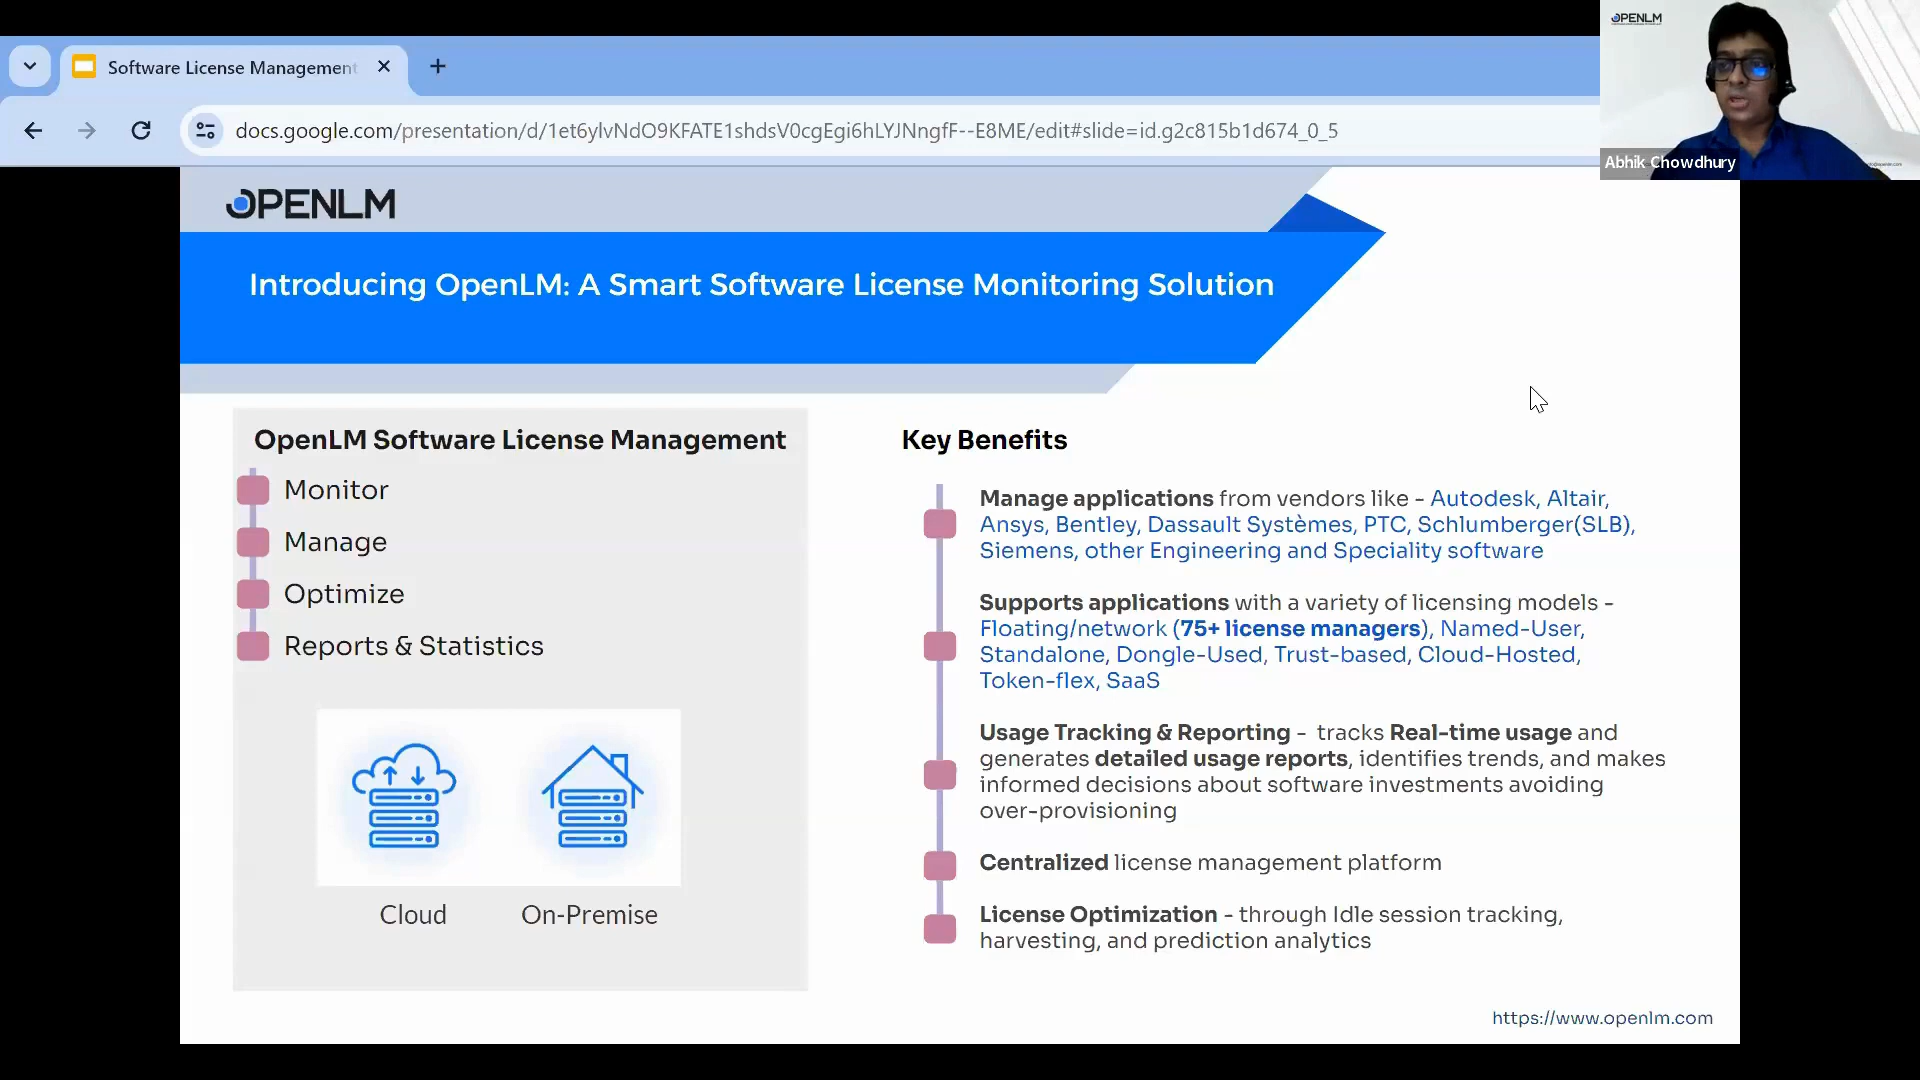 Software License Management
docs.google.com/presentation/d/1et6ylvNdO9KFATE1shdsV0cgEgi6hLYJNngfF--E8ME/edit#slide=id.g2c815b1d674_0_5
OPENLM
Abhik Chowdhury
OPENLM
Introducing OpenLM: A Smart Software License Monitoring Solution
OpenLM Software License Management
Monitor
Manage
Optimize
Reports & Statistics
Cloud
On-Premise
Key Benefits
Manage applications from vendors like - Autodesk, Altair,
Ansys, Bentley, Dassault Systèmes, PTC, Schlumberger(SLB),
Siemens, other Engineering and Speciality software
Supports applications with a variety of licensing models -
Floating/network (75+ license managers), Named-User,
Standalone, Dongle-Used, Trust-based, Cloud-Hosted,
Token-flex, SaaS
Usage Tracking & Reporting - tracks Real-time usage and
generates detailed usage reports, identifies trends, and makes
informed decisions about software investments avoiding
over-provisioning
Centralized license management platform
License Optimization - through Idle session tracking,
harvesting, and prediction analytics
https://www.openlm.com